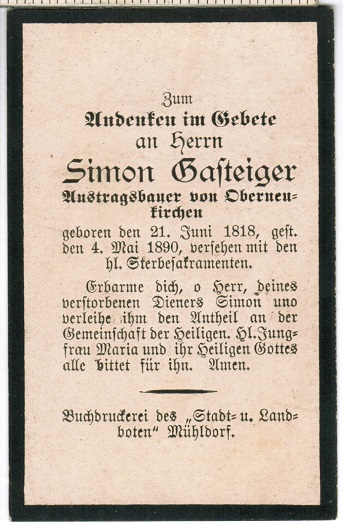 Zum
Andenken im Gebete
an Herrn
Simon Gaſteiger
Austragsbauer von Oberneu-
kirchen
geboren den 21. Juni 1818, geſt.
den 4. Mai 1890, verſehen mit den
hl. Sterbeſakramenten.
Erbarme dich, o Herr, deines
verſtorbenen Dieners Simon uno
verleihe ihm den Antheil an der
Gemeinſchaft der Heiligen. Hl. Jung-
frau Maria und ihr Heiligen Gottes
alle bittet für ihn. Amen.
Buchdruckerei des „Stadt- u. Land-
boten“ Mühldorf.